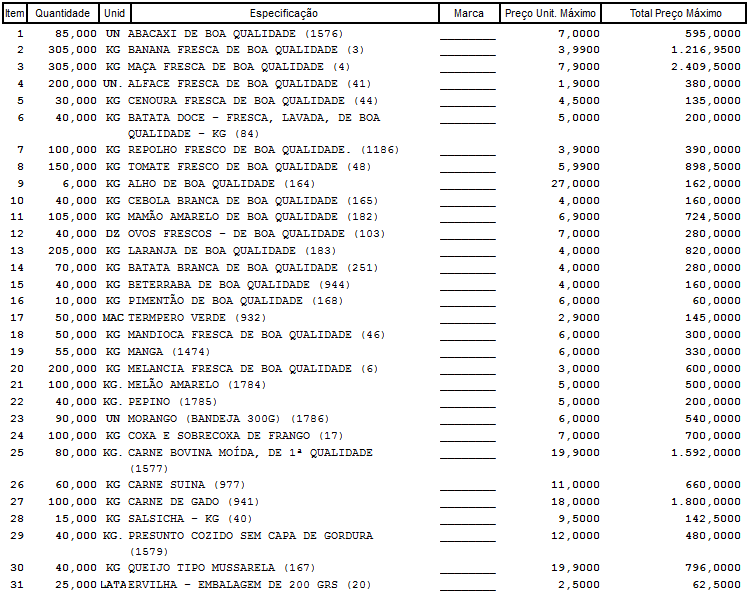 Item Quantidade Unid Especificação Marca Preço Unit. Máximo Total Preço Máximo
1 85,000 UN ABACAXI DE BOA QUALIDADE (1576) 7,0000 595,0000
2 305,000 KG BANANA FRESCA DE BOA QUALIDADE (3) 3,9900 1.216,9500
3 305,000 KG MAÇA FRESCA DE BOA QUALIDADE (4) 7,9000 2.409,5000
4 200,000 UN. ALFACE FRESCA DE BOA QUALIDADE (41) 1,9000 380,0000
5 30,000 KG CENOURA FRESCA DE BOA QUALIDADE (44) 4,5000 135,0000
6 40,000 KG BATATA DOCE - FRESCA, LAVADA, DE BOA 5,0000 200,0000
QUALIDADE - KG (84)
7 100,000 KG REPOLHO FRESCO DE BOA QUALIDADE. (1186) 3,9000 390,0000
8 150,000 KG TOMATE FRESCO DE BOA QUALIDADE (48) 5,9900 898,5000
9 6,000 KG ALHO DE BOA QUALIDADE (164) 27,0000 162,0000
10 40,000 KG CEBOLA BRANCA DE BOA QUALIDADE (165) 4,0000 160,0000
11 105,000 KG MAMÃO AMARELO DE BOA QUALIDADE (182) 6,9000 724,5000
12 40,000 DZ OVOS FRESCOS - DE BOA QUALIDADE (103) 7,0000 280,0000
13 205,000 KG LARANJA DE BOA QUALIDADE (183) 4,0000 820,0000
14 70,000 KG BATATA BRANCA DE BOA QUALIDADE (251) 4,0000 280,0000
15 40,000 KG BETERRABA DE BOA QUALIDADE (944) 4,0000 160,0000
16 10,000 KG PIMENTÃO DE BOA QUALIDADE (168) 6,0000 60,0000
17 50,000 MAC TERMPERO VERDE (932) 2,9000 145,0000
18 50,000 KG MANDIOCA FRESCA DE BOA QUALIDADE (46) 6,0000 300,0000
19 55,000 KG MANGA (1474) 6,0000 330,0000
20 200,000 KG MELANCIA FRESCA DE BOA QUALIDADE (6) 3,0000 600,0000
21 100,000 KG. MELÃO AMARELO (1784) 5,0000 500,0000
22 40,000 KG. PEPINO (1785) 5,0000 200,0000
23 90,000 UN MORANGO (BANDEJA 300G) (1786) 6,0000 540,0000
24 100,000 KG COXA E SOBRECOXA DE FRANGO (17) 7,0000 700,0000
25 80,000 KG. CARNE BOVINA MOÍDA, DE 1ª QUALIDADE 19,9000 1.592,0000
(1577)
26 60,000 KG CARNE SUINA (977) 11,0000 660,0000
27 100,000 KG CARNE DE GADO (941) 18,0000 1.800,0000
28 15,000 KG SALSICHA - KG (40) 9,5000 142,5000
29 40,000 KG. PRESUNTO COZIDO SEM CAPA DE GORDURA 12,0000 480,0000
(1579)
30 40,000 KG QUEIJO TIPO MUSSARELA (167) 19,9000 796,0000
31 25,000 LATA ERVILHA - EMBALAGEM DE 200 GRS (20) 2,5000 62,5000